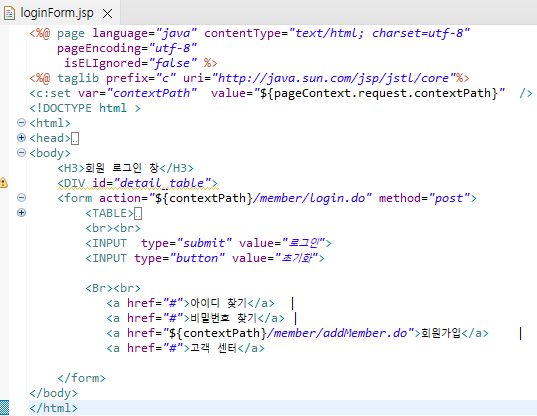 loginForm.jsp
<%@ page language="java" contentType="text/html; charset=utf-8"
pageEncoding="utf-8"
isELIgnored="false" %>
<%@ taglib prefix="c" uri="http://java.sun.com/jsp/jstl/core"%>
<c:set var="contextPath"  value="${pageContext.request.contextPath}"  />
<!DOCTYPE html >
<html>
<head>
<body>
<H3>회원 로그인 창</H3>
<DIV id="detail_table">
<form action="${contextPath}/member/login.do" method="post">
<TABLE>
<br><br>
<INPUT  type="submit" value="로그인">
<INPUT type="button" value="초기화">
<Br><br>
<a href="#">아이디 찾기</a>  |
<a href="#">비밀번호 찾기</a> |
<a href="${contextPath}/member/addMember.do">회원가입</a>    |
<a href="#">고객 센터</a>
</form>
</body>
</html>